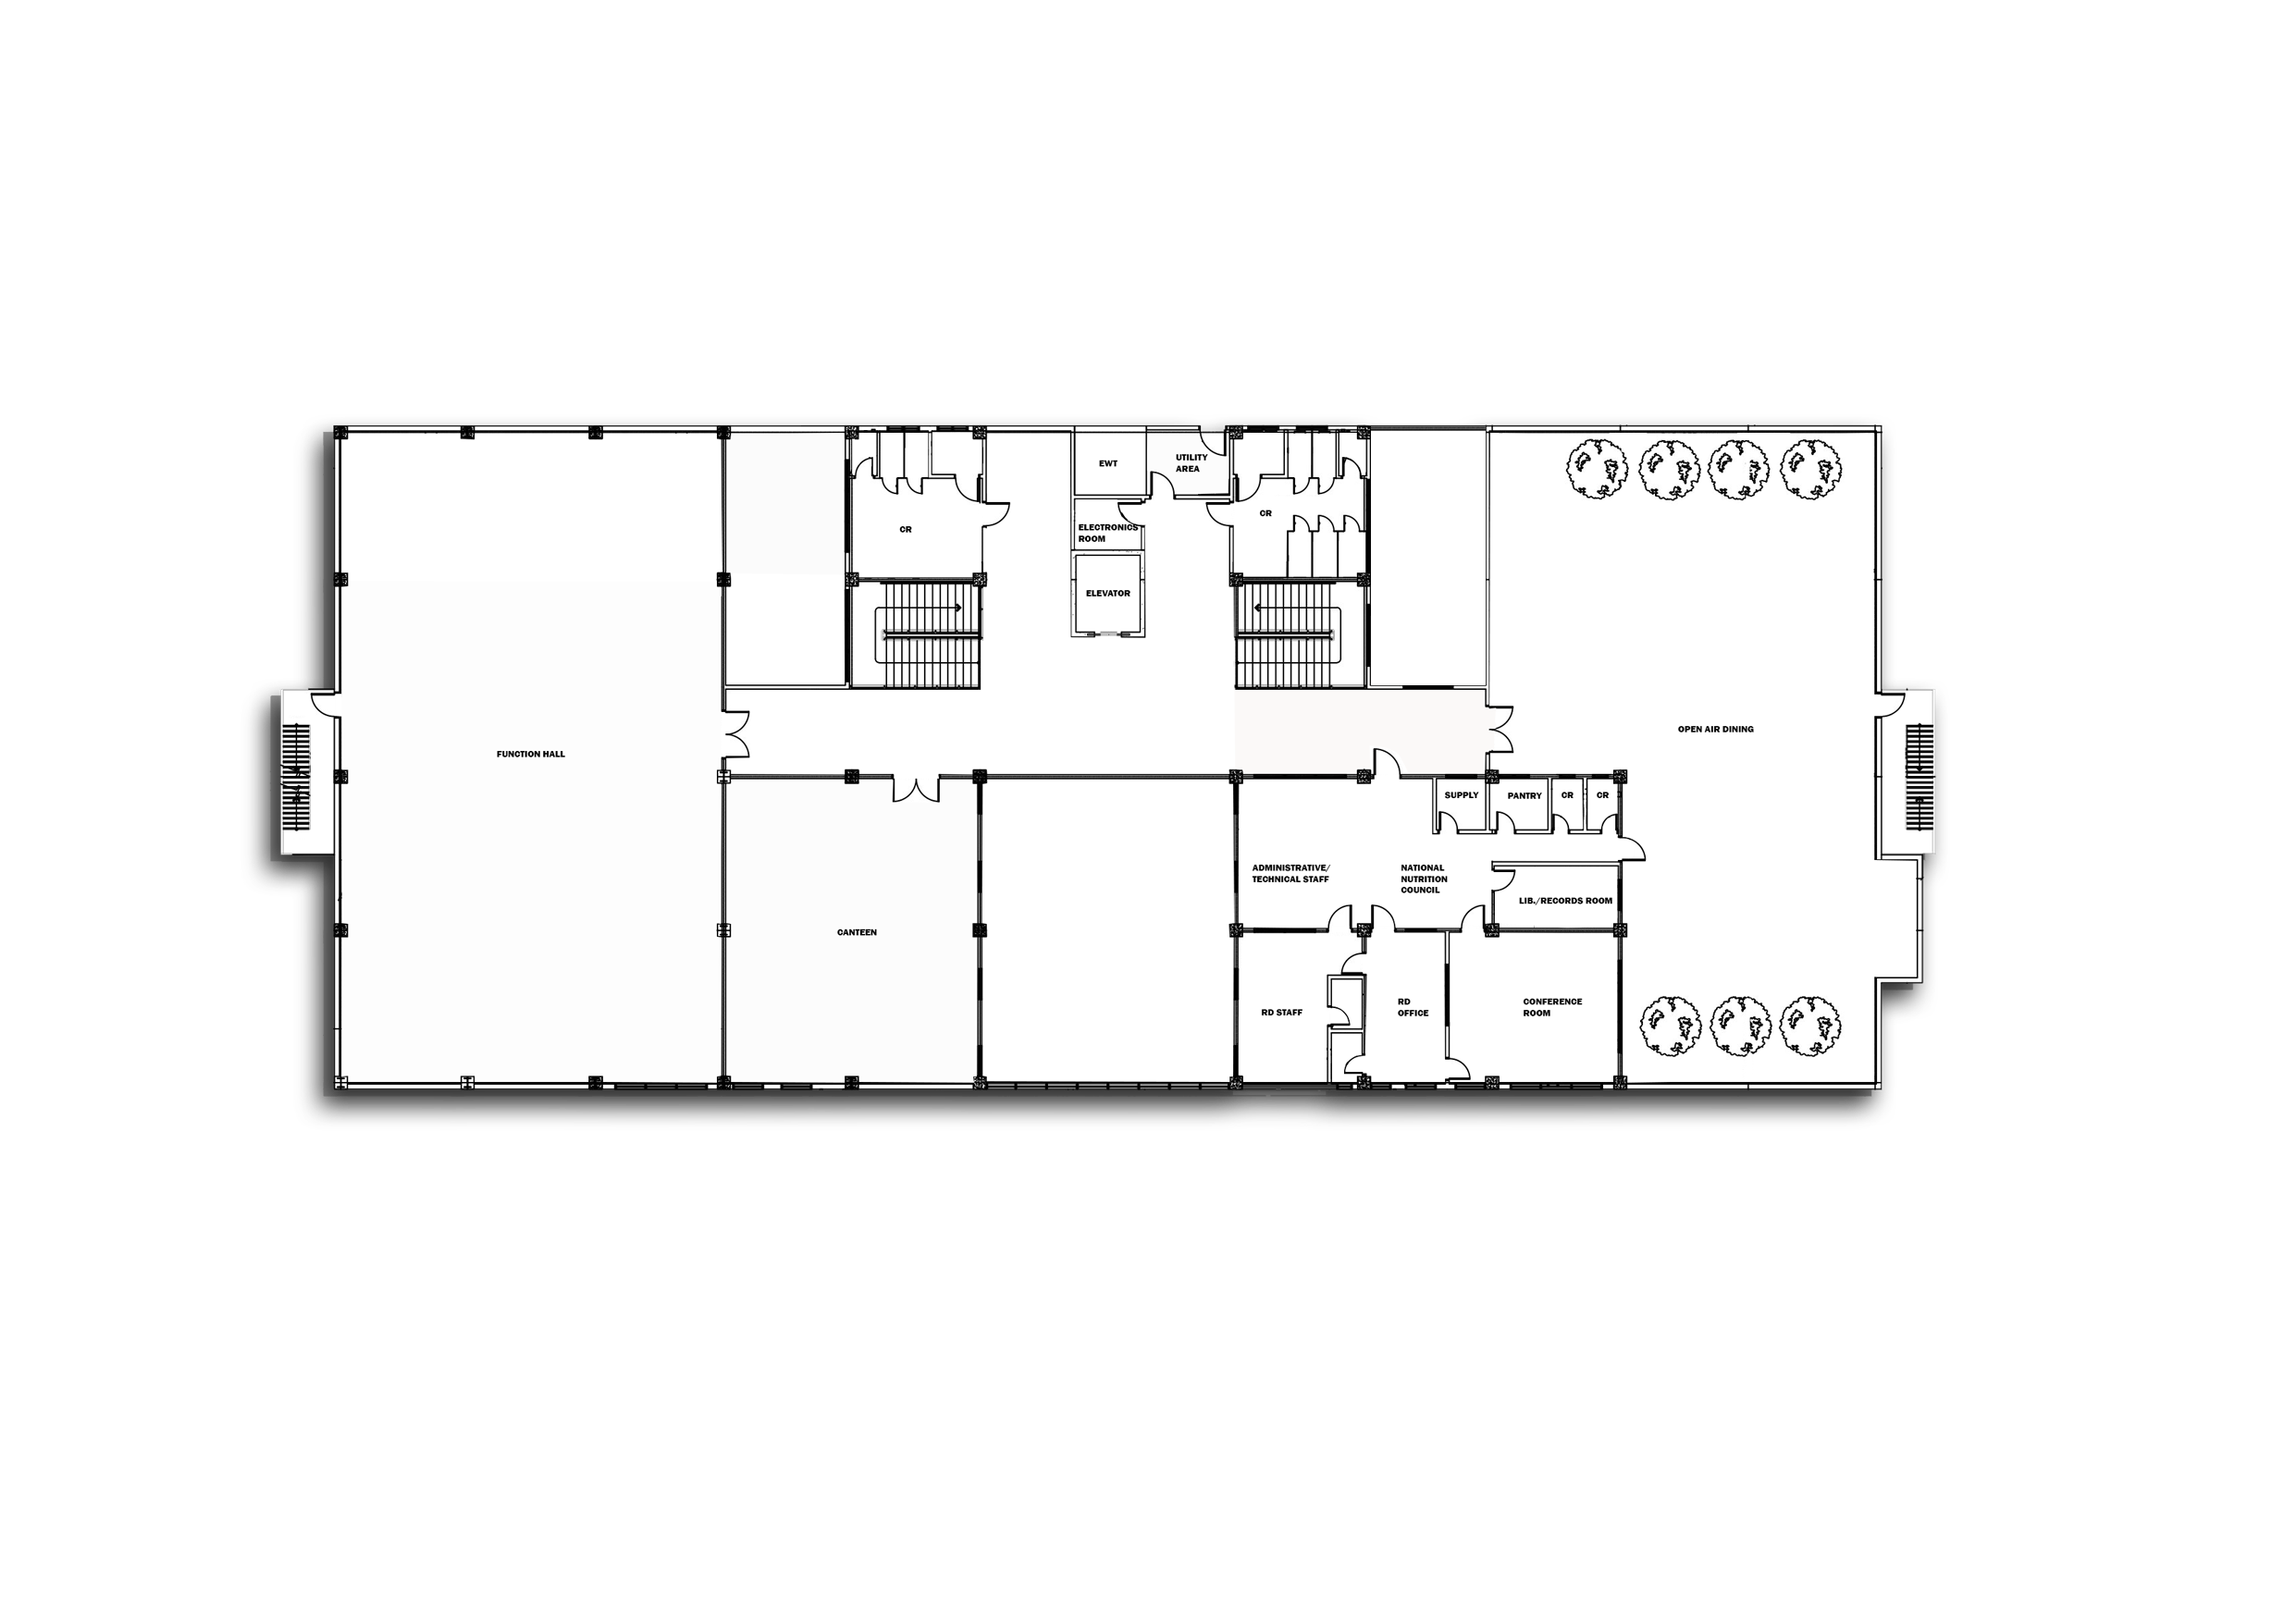 EWT
UTILITY
AREA
CR
ELECTRONICS
ROOM
CR
ELEVATOR
FUNCTION HALL
OPEN AIR DINING
SUPPLY
PANTRY
CR
CR
ADMINISTRATIVE/
TECHNICAL STAFF
NATIONAL
NUTRITION
COUNCIL
LIB./RECORDS ROOM
CANTEEN
RD STAFF
RD
OFFICE
CONFERENCE
ROOM